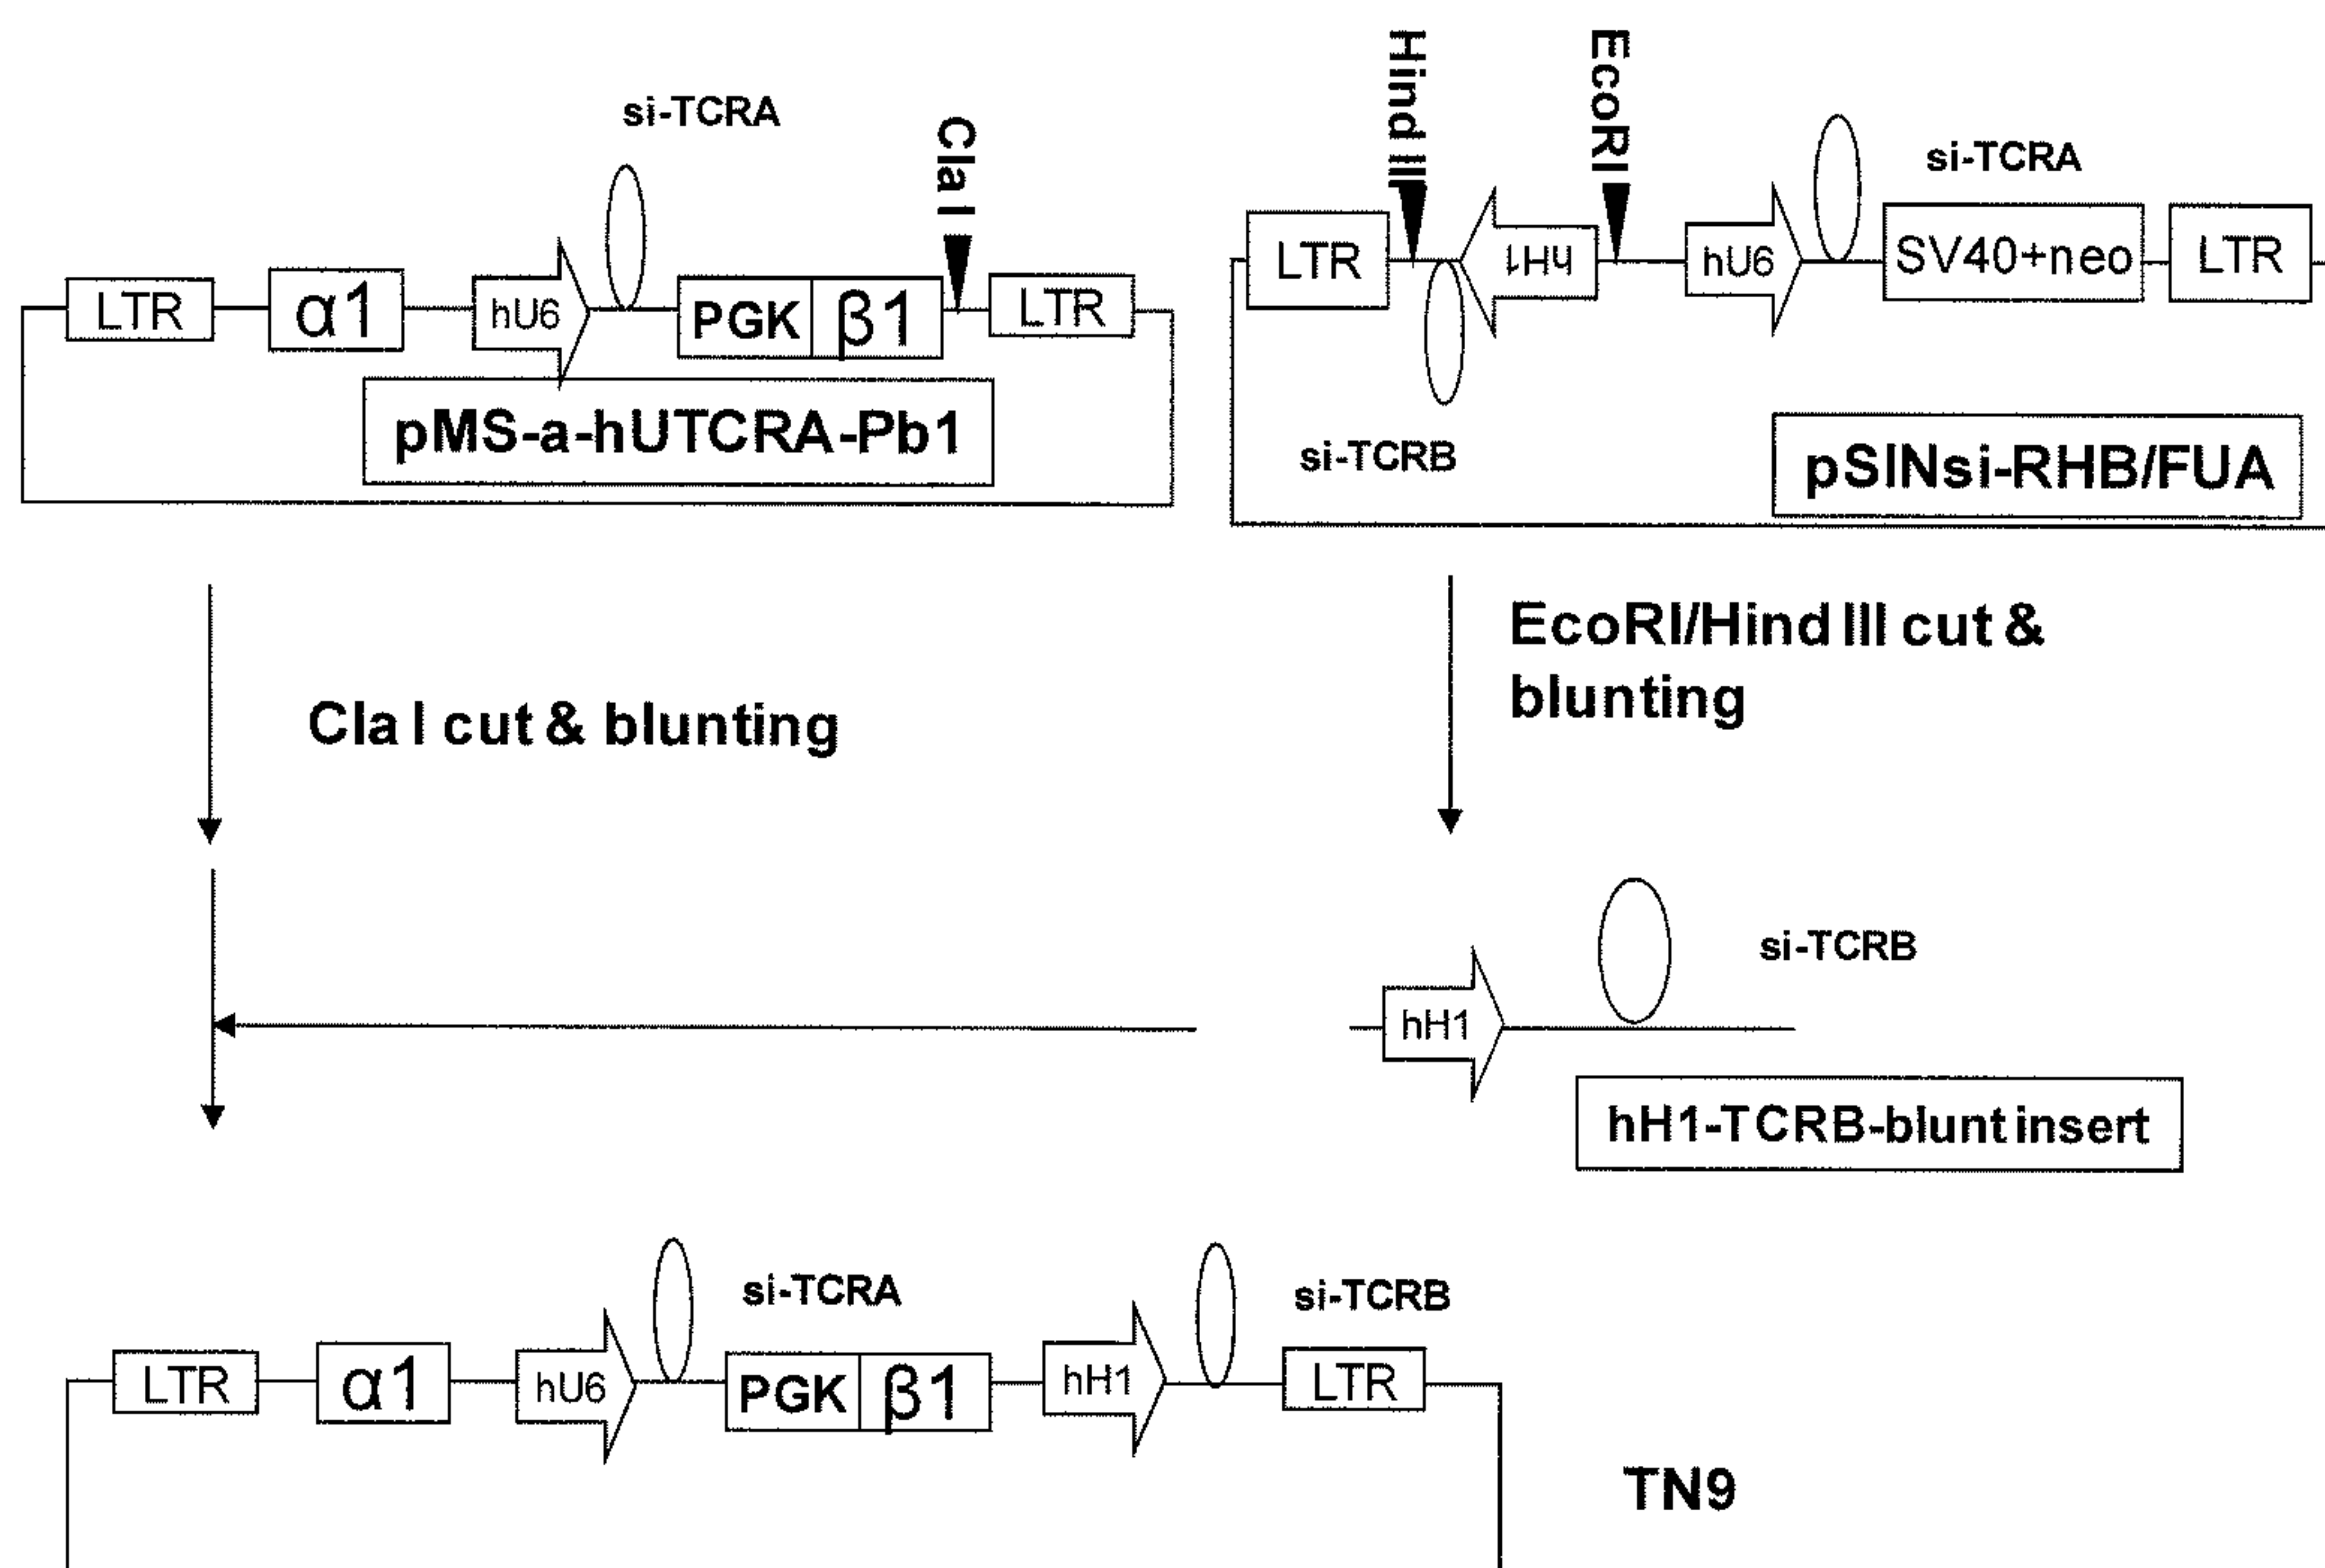 si-TCRA
Cla I
LTR
α1
hU6
PGK
β1
LTR
pMS-a-hUTCRA-Pb1
Hind III
EcoRI
si-TCRA
LTR
hH1
hU6
SV40+neo
LTR
si-TCRB
pSINsi-RHB/FUA
Cla I cut & blunting
EcoRI/Hind III cut &
blunting
si-TCRB
hH1
hH1-TCRB-blunt insert
si-TCRA
si-TCRB
LTR
α1
hU6
PGK
β1
hH1
LTR
TN9